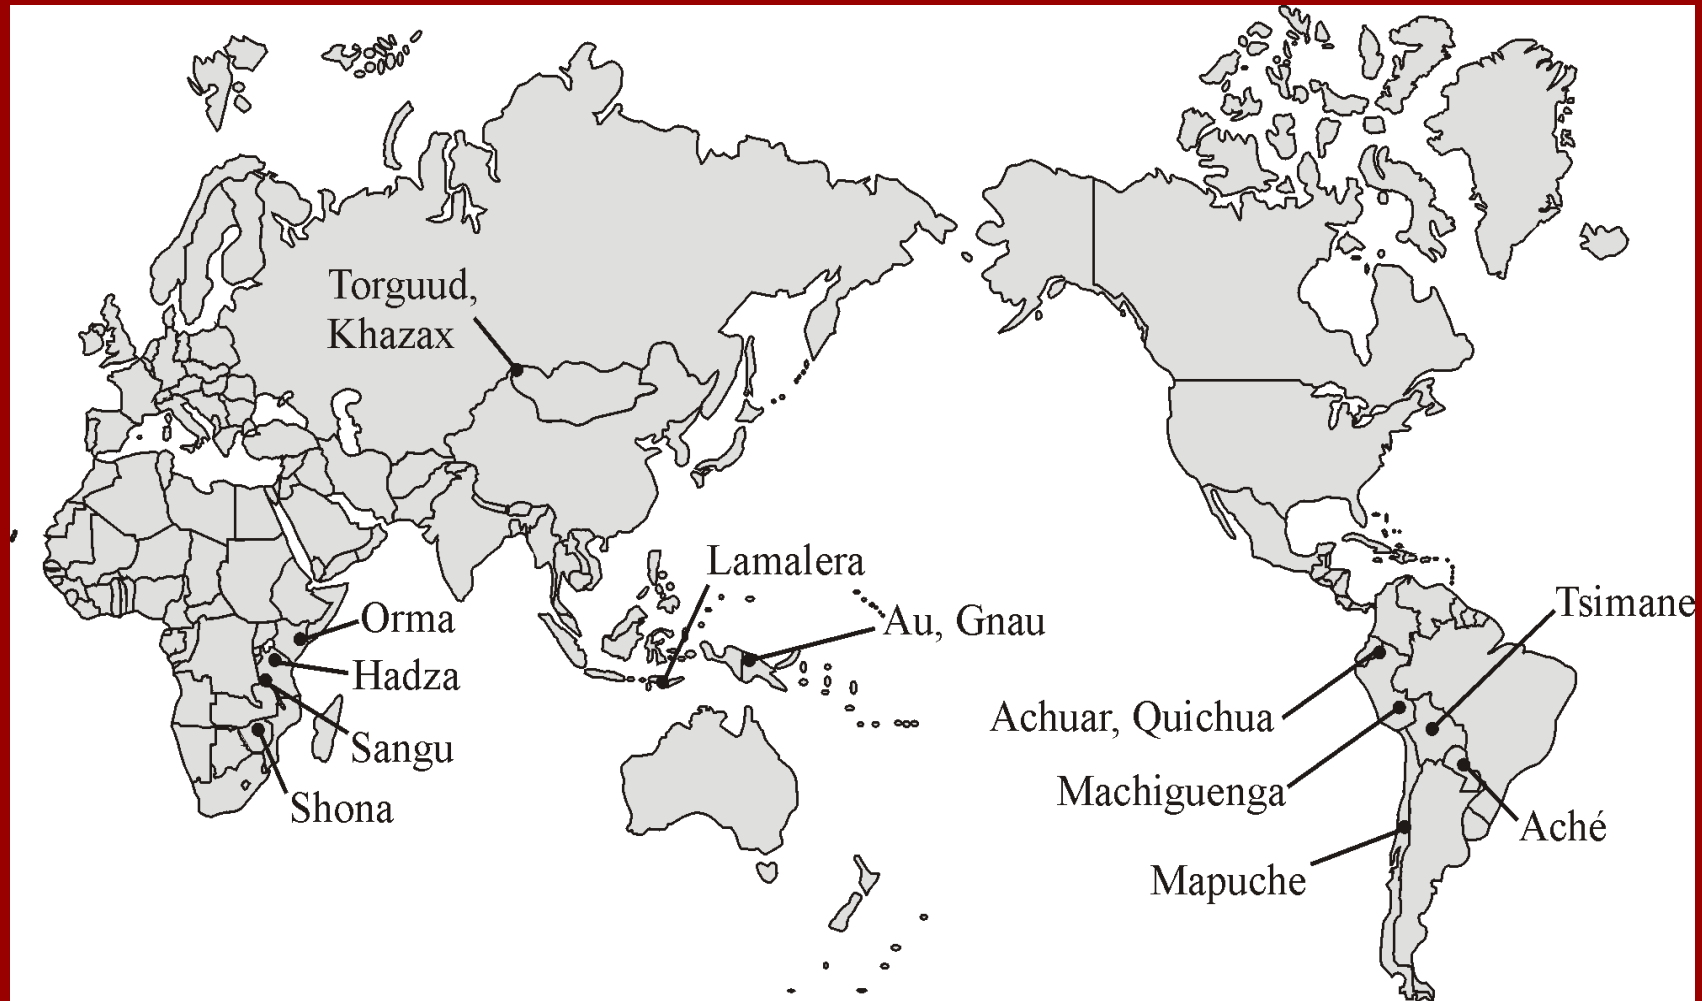 Torguud,
Khazax
Lamalera
Orma
Au, Gnau
Tsimane
Hadza
Achuar, Quichua
Sangu
Machiguenga
Shona
Aché
Mapuche